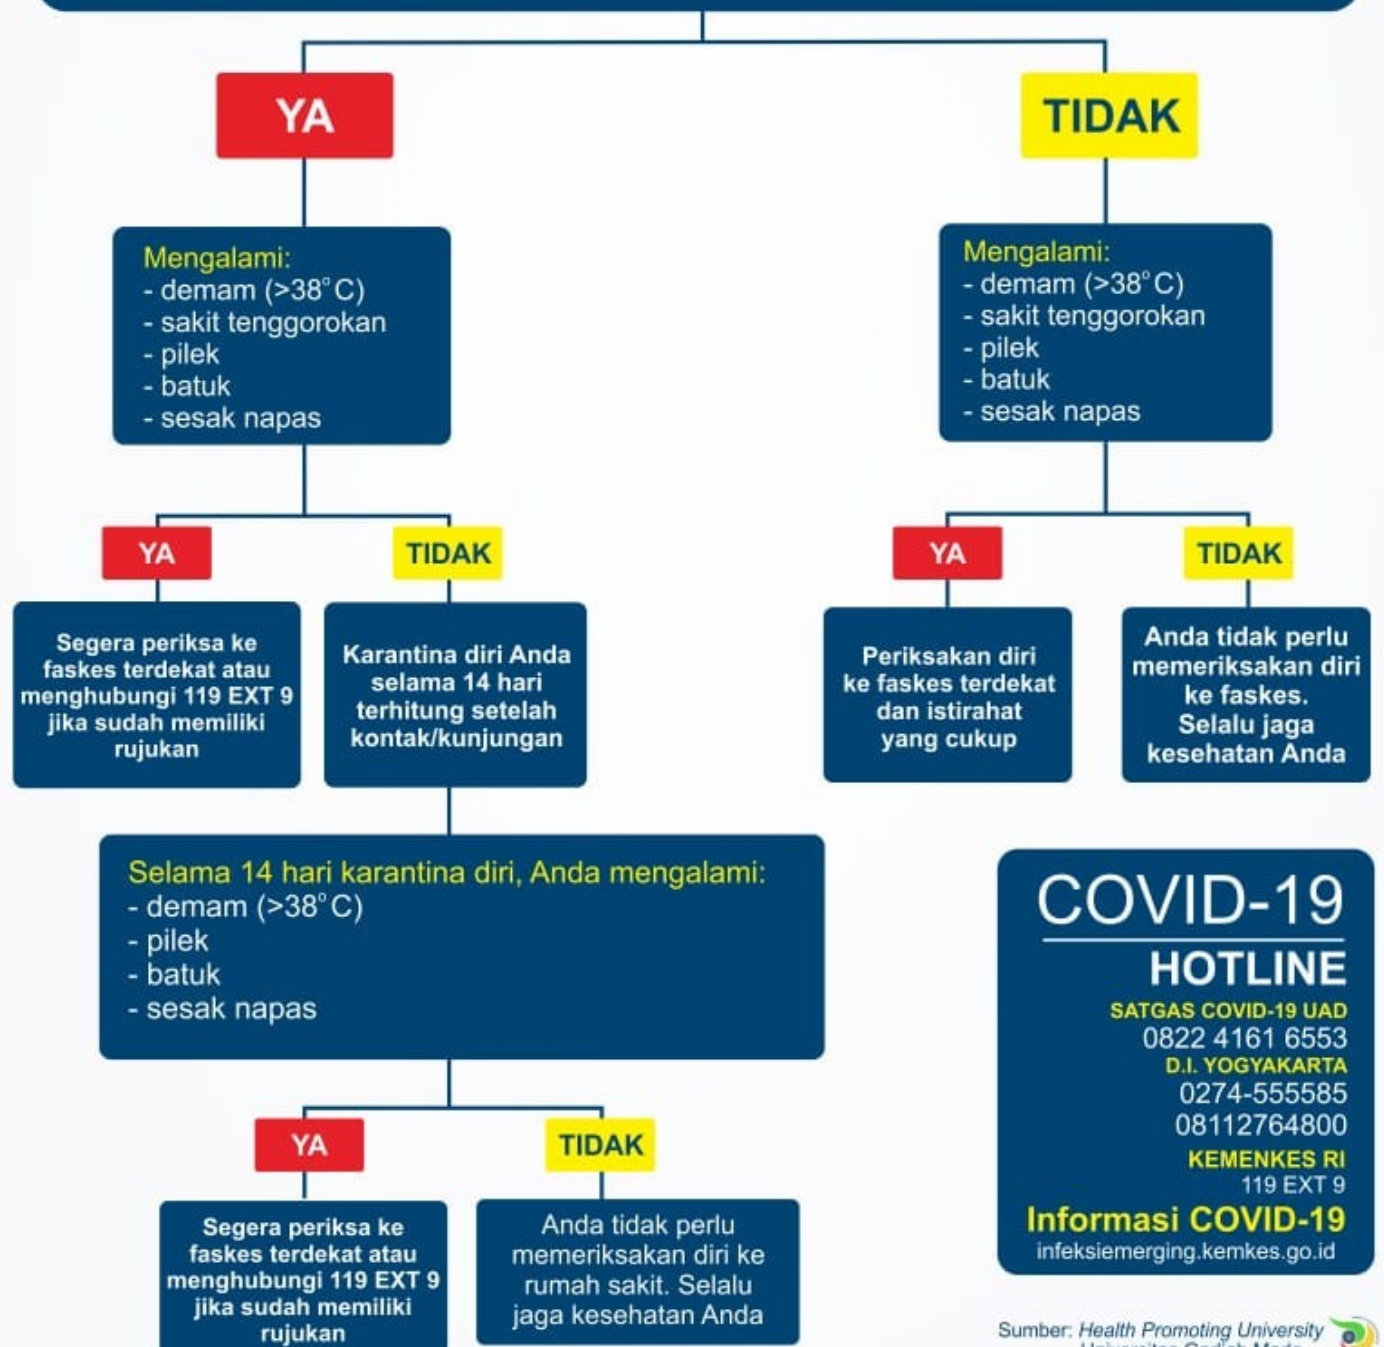 YA
TIDAK
Mengalami:
- demam (>38°C)
- sakit tenggorokan
- pilek
- batuk
- sesak napas
Mengalami:
- demam (>38°C)
- sakit tenggorokan
- pilek
- batuk
- sesak napas
YA
TIDAK
YA
TIDAK
Segera periksa ke
faskes terdekat atau
menghubungi 119 EXT 9
jika sudah memiliki
rujukan
Karantina diri Anda
selama 14 hari
terhitung setelah
kontak/kunjungan
Periksakan diri
ke faskes terdekat
dan istirahat
yang cukup
Anda tidak perlu
memeriksakan diri
ke faskes.
Selalu jaga
kesehatan Anda
Selama 14 hari karantina diri, Anda mengalami:
- demam (>38°C)
- pilek
- batuk
- sesak napas
YA
TIDAK
Segera periksa ke
faskes terdekat atau
menghubungi 119 EXT 9
jika sudah memiliki
rujukan
Anda tidak perlu
memeriksakan diri ke
rumah sakit. Selalu
jaga kesehatan Anda
COVID-19
HOTLINE
SATGAS COVID-19 UAD
0822 4161 6553
D.I. YOGYAKARTA
0274-555585
08112764800
KEMENKES RI
119 EXT 9
Informasi COVID-19
infeksiemerging.kemkes.go.id
Sumber: Health Promoting University